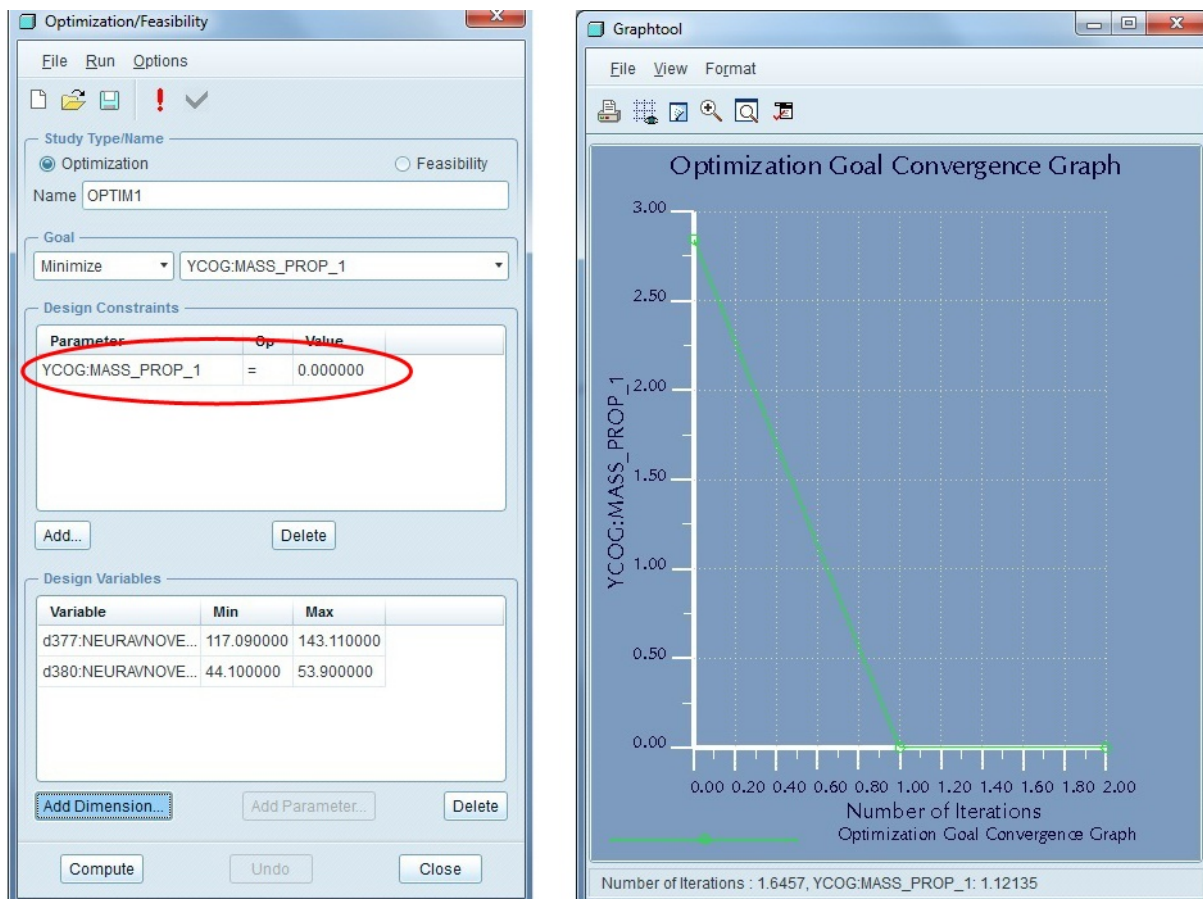 Optimization/Feasibility
File Run Options
Study Type/Name
Optimization Feasibility
Name OPTIM1
Goal
Minimize YCOG:MASS_PROP_1
Design Constraints
Parameter Op Value
YCOG:MASS_PROP_1 = 0.000000
Add... Delete
Design Variables
Variable Min Max
d377:NEURAVNOVE... 117.090000 143.110000
d380:NEURAVNOVE... 44.100000 53.900000
Add Dimension... Add Parameter... Delete
Compute Undo Close
Graphtool
File View Format
Optimization Goal Convergence Graph
3.00
2.50
2.00
1.50
1.00
0.50
0.00
YCOG:MASS_PROP_1
0.00 0.20 0.40 0.60 0.80 1.00 1.20 1.40 1.60 1.80 2.00
Number of Iterations
Optimization Goal Convergence Graph
Number of Iterations : 1.6457, YCOG:MASS_PROP_1: 1.12135